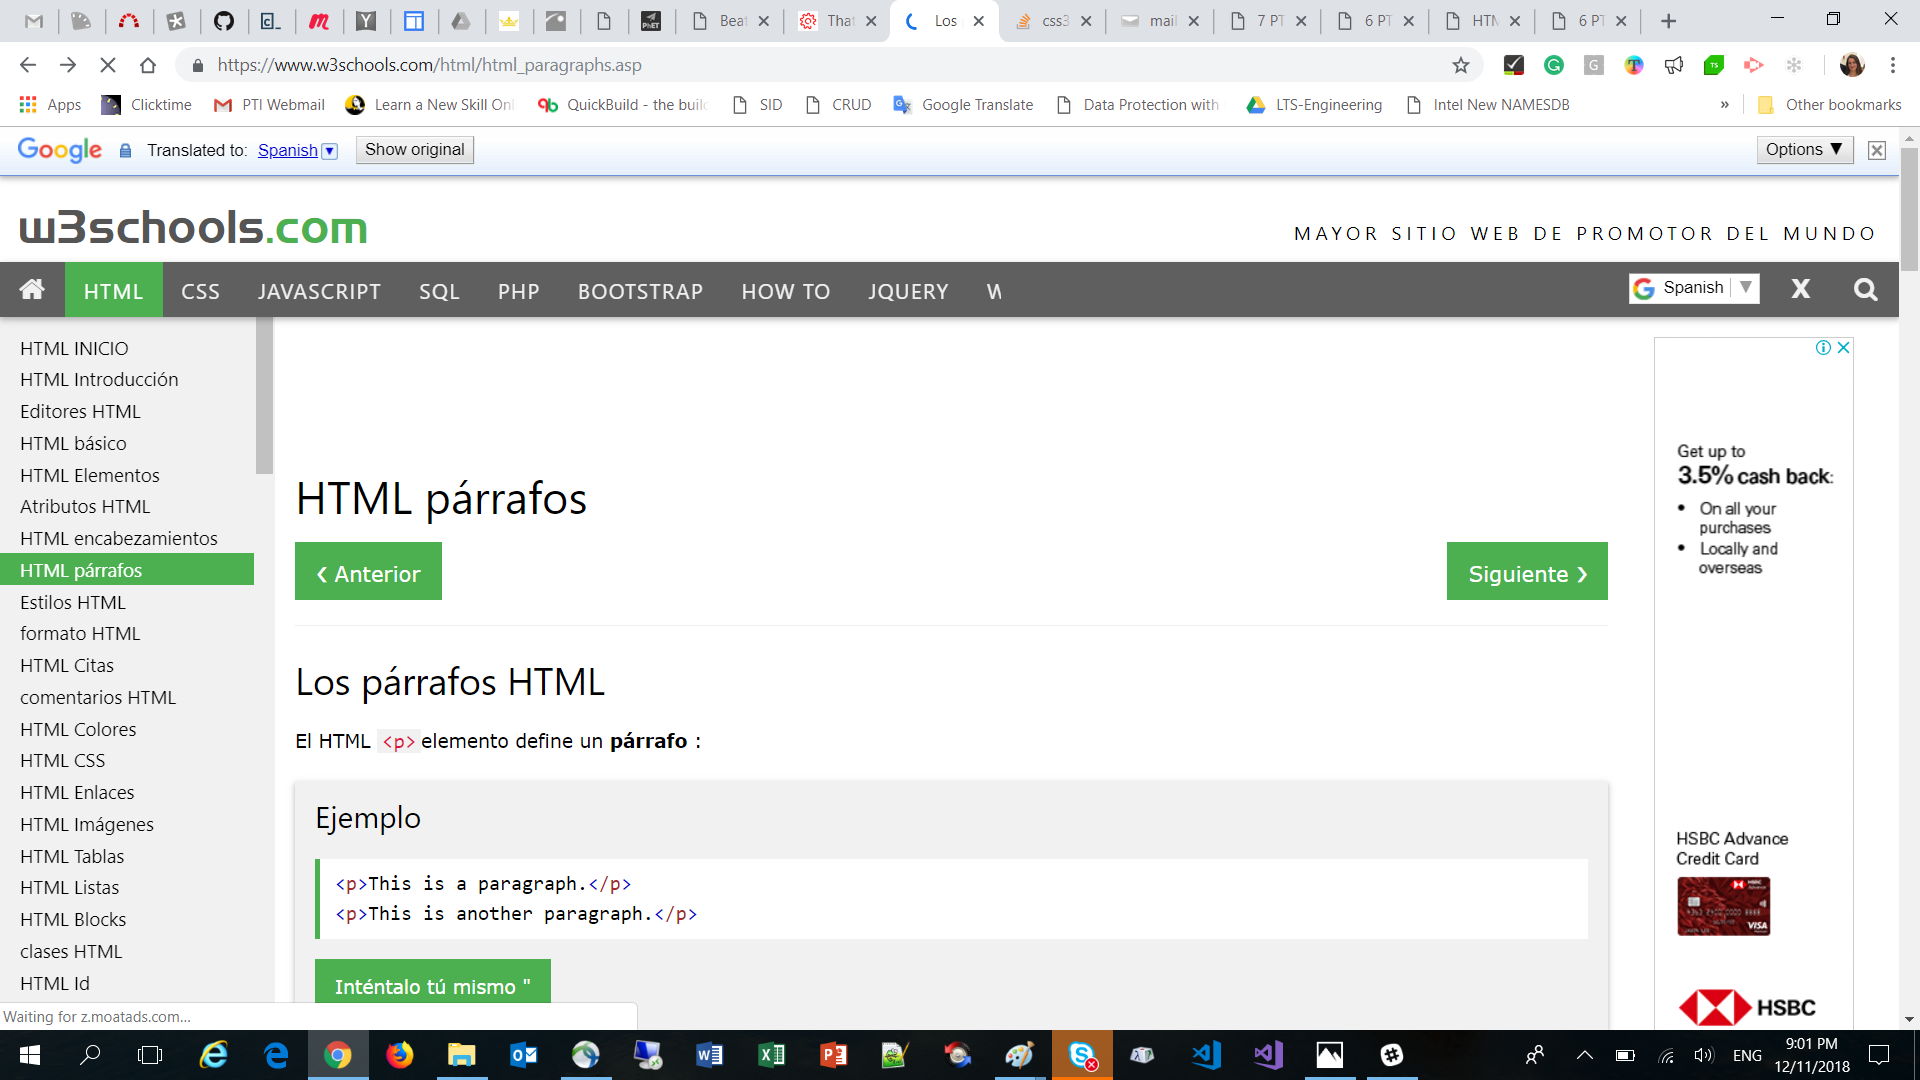 Beat
That
Los
css3
mail
7 PT
6 PT
HTM
6 PT
https://www.w3schools.com/html/html_paragraphs.asp
Apps
Clicktime
PTI Webmail
Learn a New Skill Onl
QuickBuild - the build
SID
CRUD
Google Translate
Data Protection with
LTS-Engineering
Intel New NAMESDB
»
Other bookmarks
Google
Translated to: Spanish
Show original
Options ▼
w3schools.com
MAYOR SITIO WEB DE PROMOTOR DEL MUNDO
HTML CSS JAVASCRIPT SQL PHP BOOTSTRAP HOW TO JQUERY W
Spanish ▼
X
HTML INICIO
HTML Introducción
Editores HTML
HTML básico
HTML Elementos
Atributos HTML
HTML encabezamientos
HTML párrafos
Estilos HTML
formato HTML
HTML Citas
comentarios HTML
HTML Colores
HTML CSS
HTML Enlaces
HTML Imágenes
HTML Tablas
HTML Listas
HTML Blocks
clases HTML
HTML Id
HTML párrafos
❮ Anterior
Siguiente ❯
Los párrafos HTML
El HTML <p> elemento define un párrafo :
Ejemplo
<p>This is a paragraph.</p>
<p>This is another paragraph.</p>
Inténtalo tú mismo "
Get up to
3.5% cash back:
• On all your
purchases
• Locally and
overseas
HSBC Advance
Credit Card
VISA
HSBC
Waiting for z.moatads.com...
ENG
9:01 PM
12/11/2018